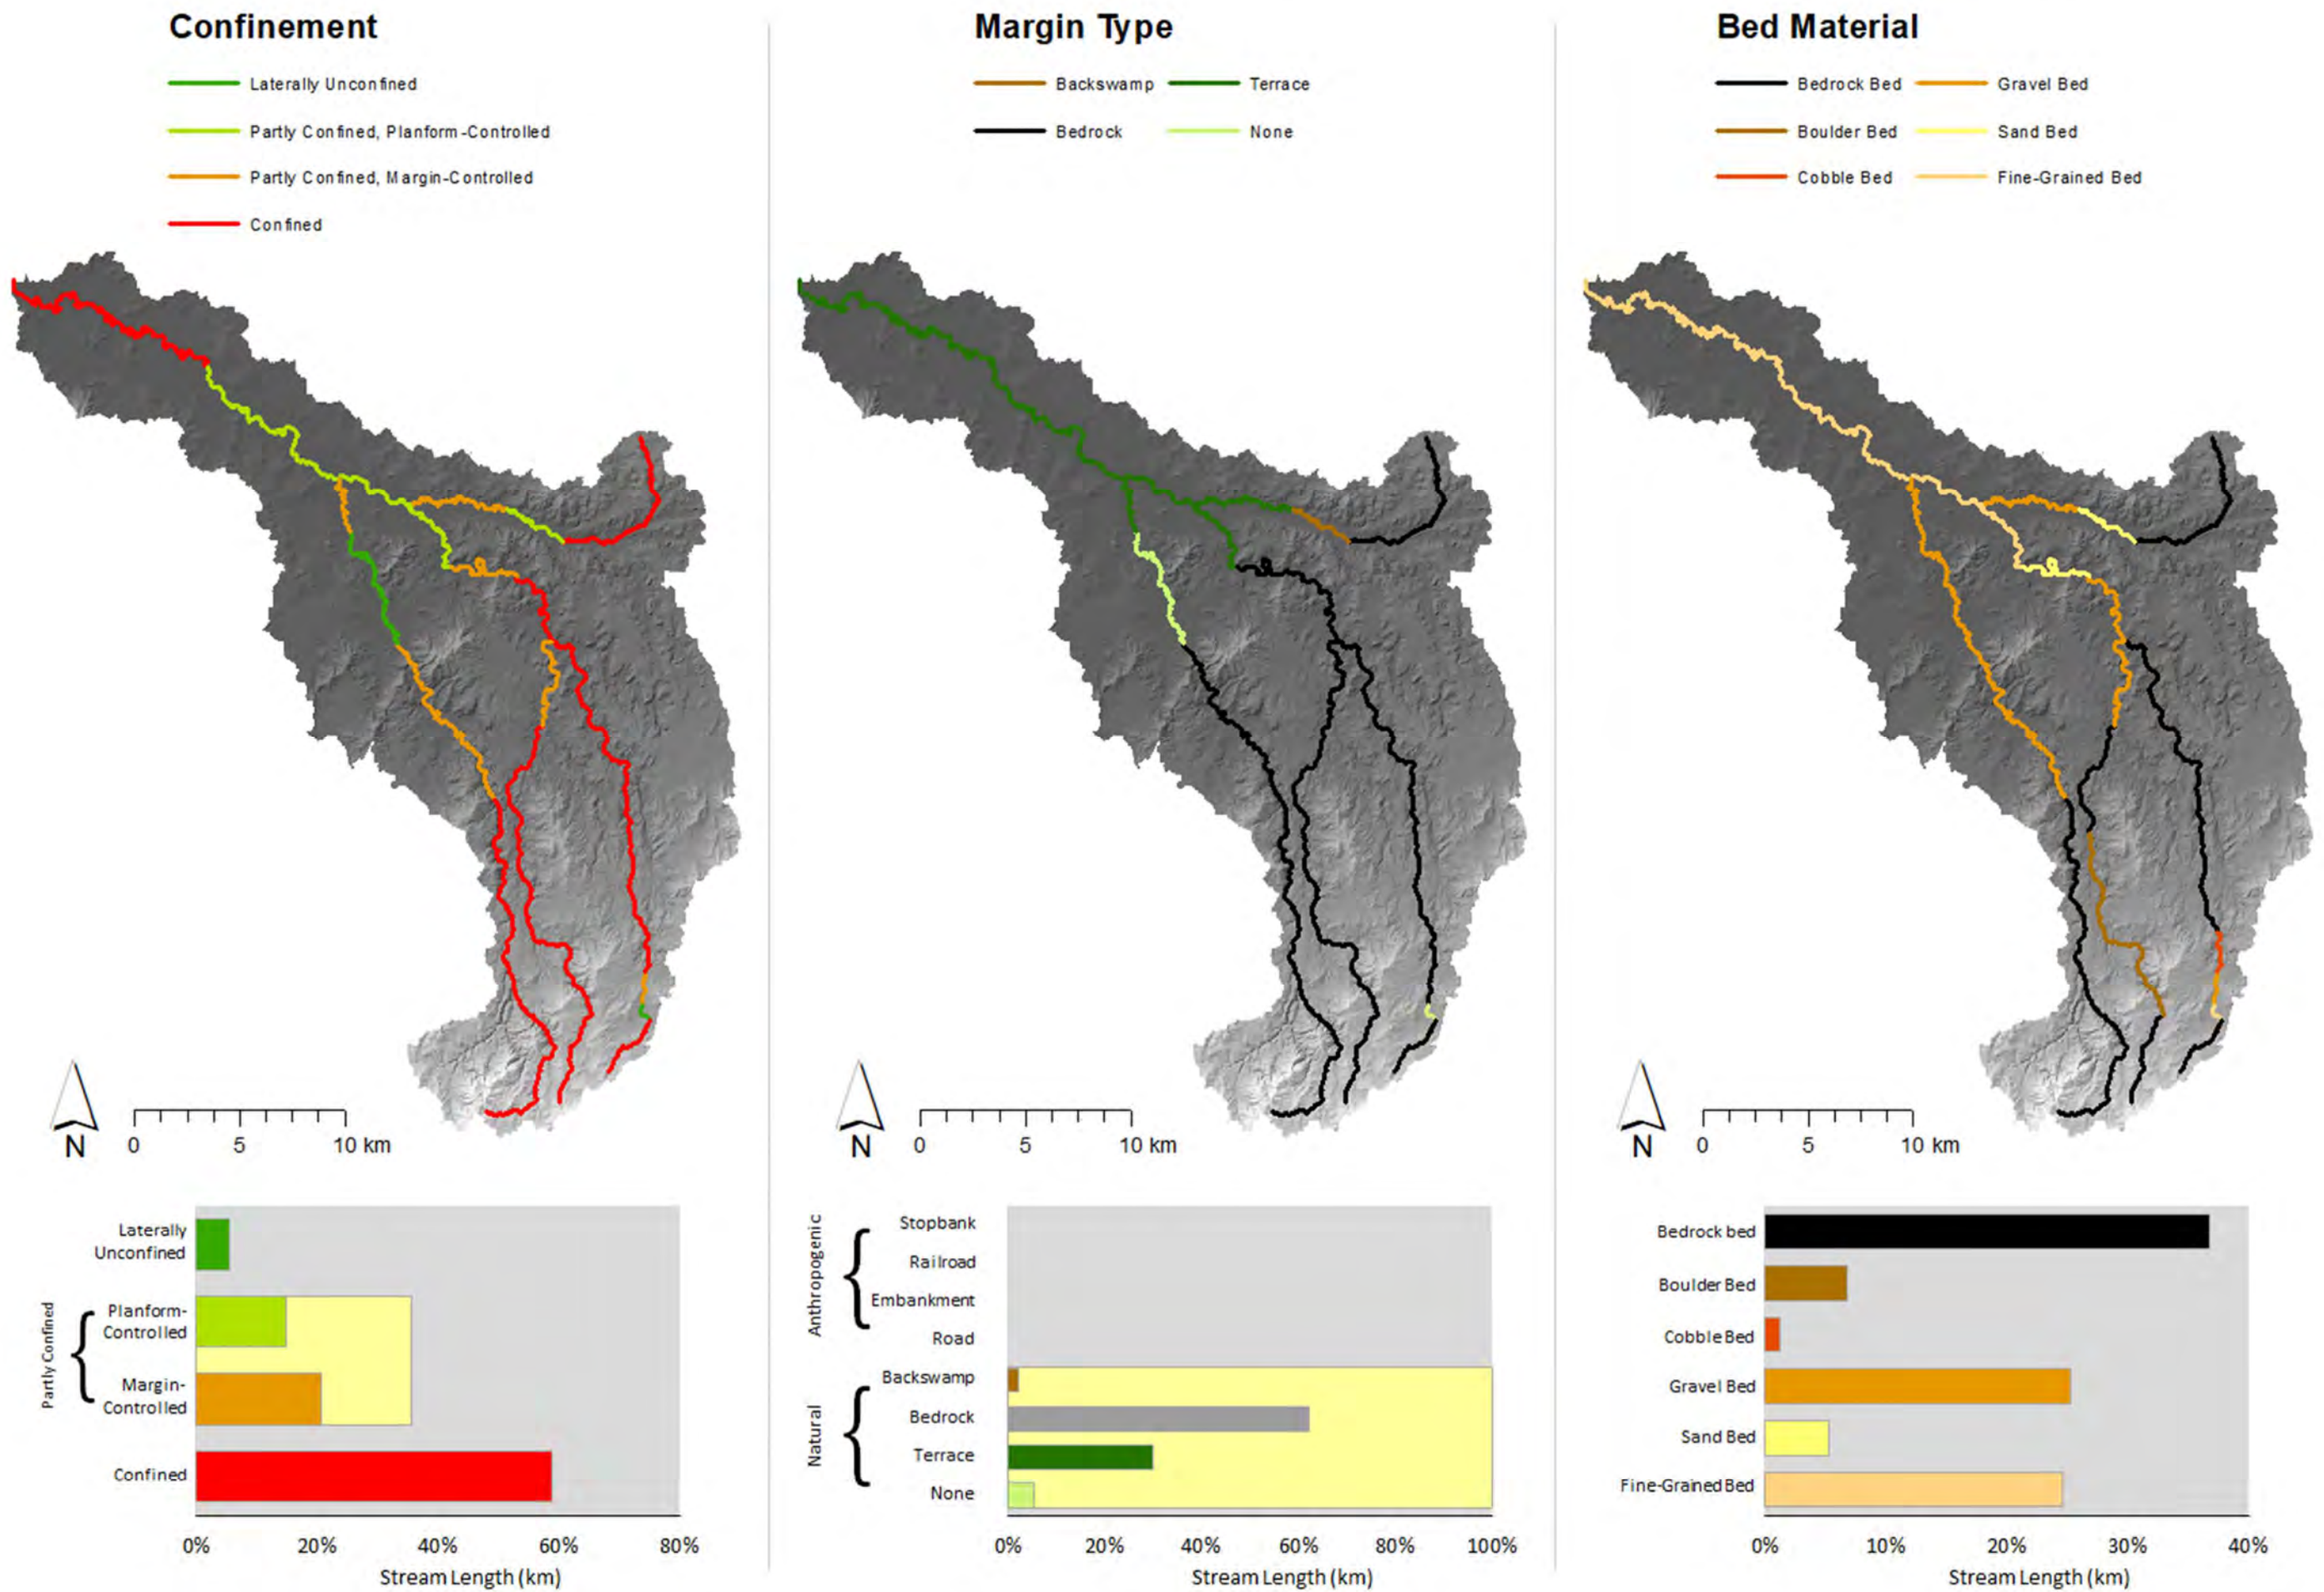 Confinement
Laterally Unconfined
Partly Confined, Planform-Controlled
Partly Confined, Margin-Controlled
Confined
N
0 5 10 km
Laterally
Unconfined
Partly Confined
Planform-
Controlled
Margin-
Controlled
Confined
0% 20% 40% 60% 80%
Stream Length (km)
Margin Type
Backswamp Terrace
Bedrock None
N
0 5 10 km
Anthropogenic
Stopbank
Railroad
Embankment
Road
Natural
Backswamp
Bedrock
Terrace
None
0% 20% 40% 60% 80% 100%
Stream Length (km)
Bed Material
Bedrock Bed Gravel Bed
Boulder Bed Sand Bed
Cobble Bed Fine-Grained Bed
N
0 5 10 km
Bedrock bed
Boulder Bed
Cobble Bed
Gravel Bed
Sand Bed
Fine-Grained Bed
0% 10% 20% 30% 40%
Stream Length (km)